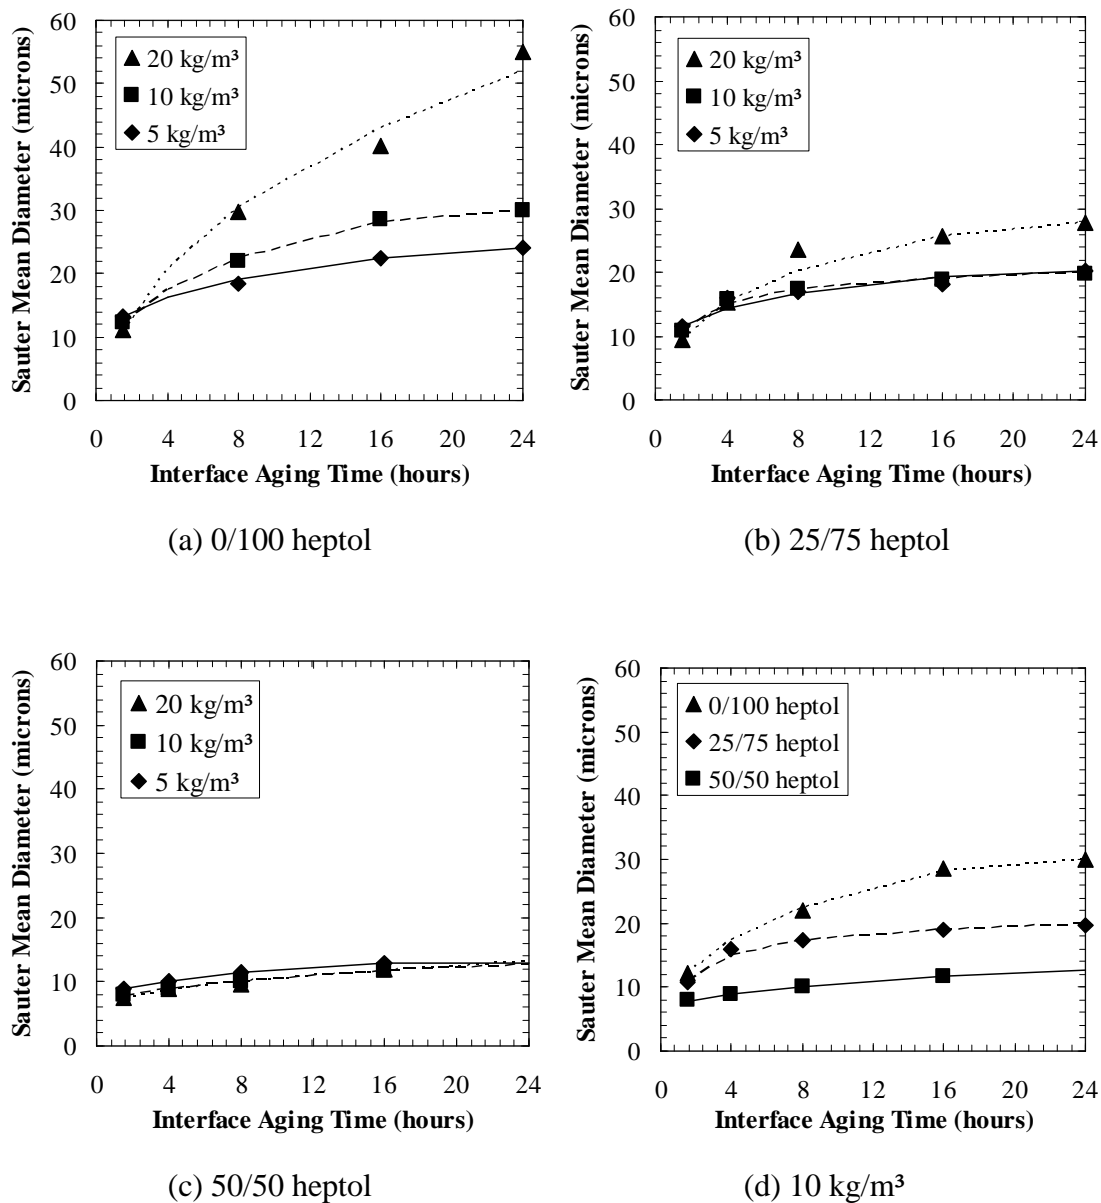 60
50
40
30
20
10
0
Sauter Mean Diameter (microns)
20 kg/m³
10 kg/m³
5 kg/m³
0 4 8 12 16 20 24
Interface Aging Time (hours)
(a) 0/100 heptol
60
50
40
30
20
10
0
Sauter Mean Diameter (microns)
20 kg/m³
10 kg/m³
5 kg/m³
0 4 8 12 16 20 24
Interface Aging Time (hours)
(b) 25/75 heptol
60
50
40
30
20
10
0
Sauter Mean Diameter (microns)
20 kg/m³
10 kg/m³
5 kg/m³
0 4 8 12 16 20 24
Interface Aging Time (hours)
(c) 50/50 heptol
60
50
40
30
20
10
0
Sauter Mean Diameter (microns)
0/100 heptol
25/75 heptol
50/50 heptol
0 4 8 12 16 20 24
Interface Aging Time (hours)
(d) 10 kg/m³